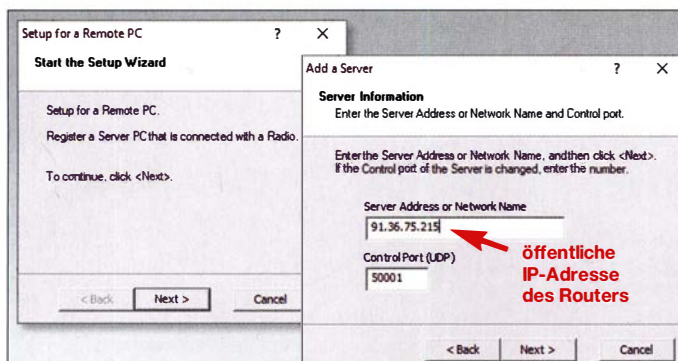 Setup for a Remote PC ? X
Start the Setup Wizard
Setup for a Remote PC.
Register a Server PC that is connected with a Radio.
To continue, click <Next>.
< Back Next > Cancel
Add a Server ? X
Server Information
Enter the Server Address or Network Name and Control port.
Enter the Server Address or Network Name, and then click <Next>.
If the Control port of the Server is changed, enter the number.
Server Address or Network Name
91.36.75.215
Control Port (UDP)
50001
öffentliche
IP-Adresse
des Routers
< Back Next > Cancel